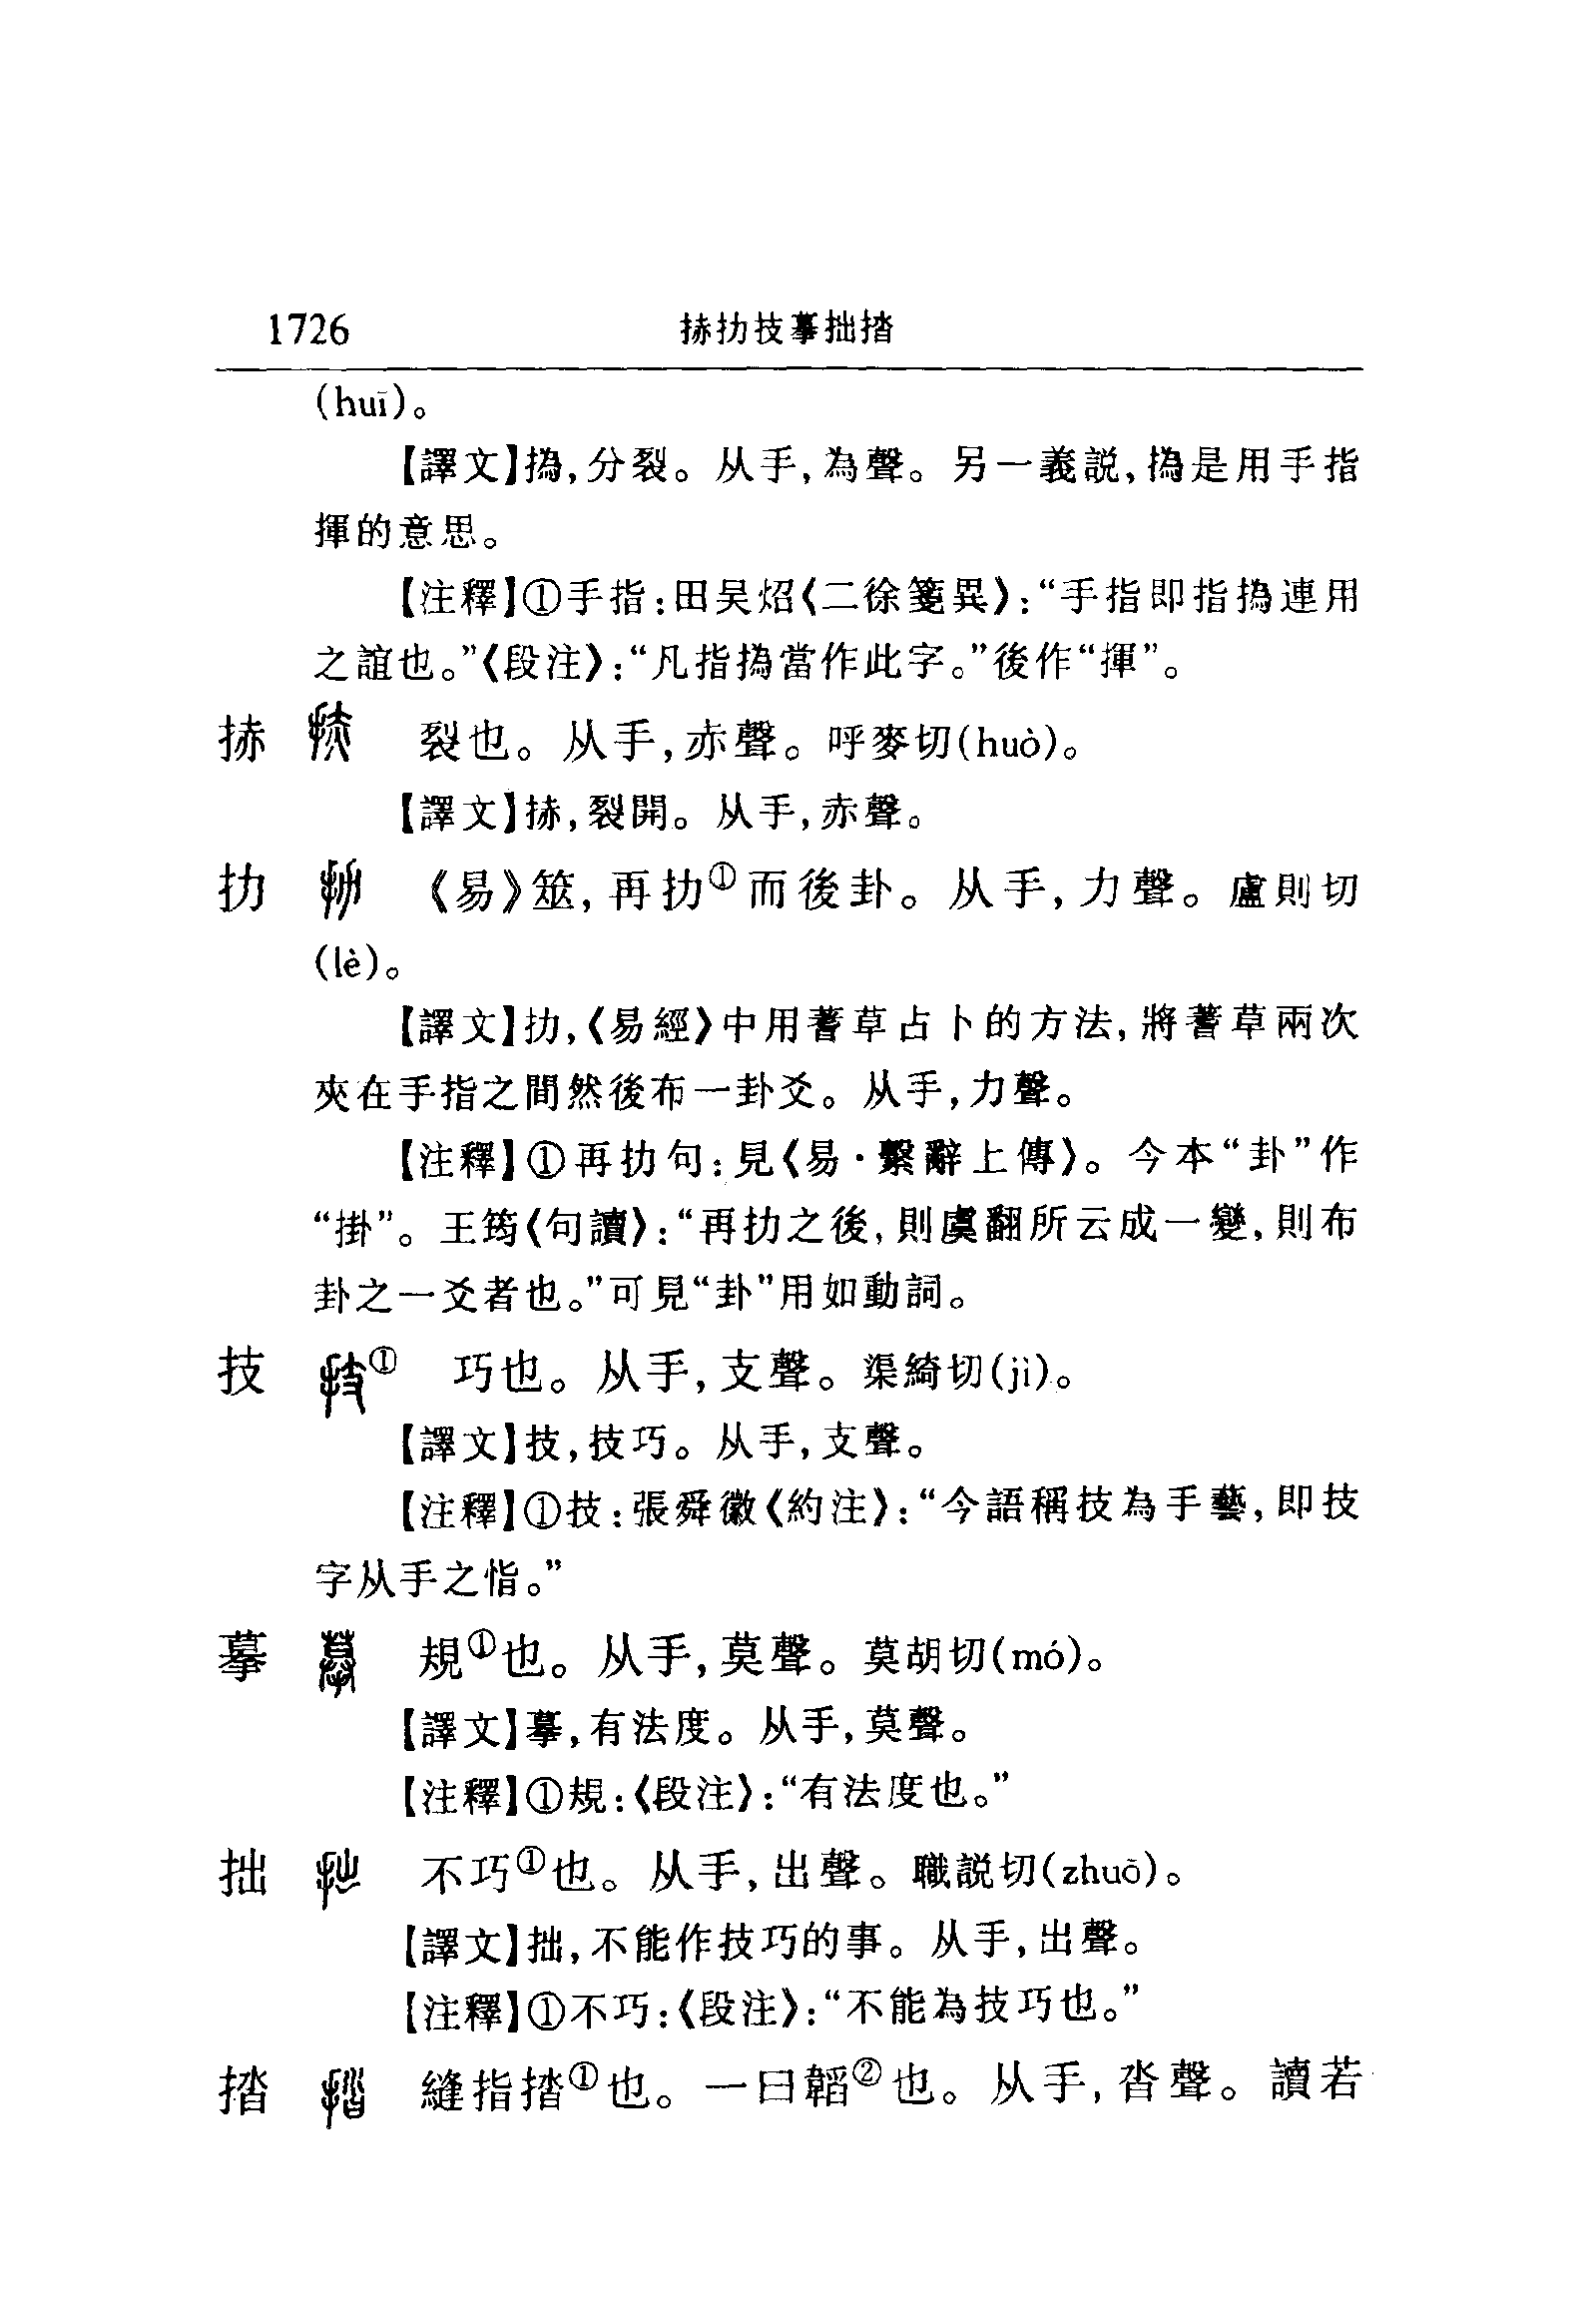 1726 捇扐技摹拙㧺
(huī)。
【譯文】撝,分裂。从手,為聲。另一義説,撝是用手指
揮的意思。
【注釋】①手指:田吴炤《二徐箋異》:“手指即指撝連用
之誼也。”《段注》:“凡指撝當作此字。”後作“揮”。
捇 裂也。从手,赤聲。呼麥切(huò)。
【譯文】捇,裂開。从手,赤聲。
扐 《易》筮,再扐①而後卦。从手,力聲。盧則切
(lè)。
【譯文】扐,《易經》中用蓍草占卜的方法,將蓍草兩次
夾在手指之間然後布一卦爻。从手,力聲。
【注釋】①再扐句:見《易·繫辭上傳》。今本“卦”作
“掛”。王筠《句讀》:“再扐之後,則虞翻所云成一變,則布
卦之一爻者也。”可見“卦”用如動詞。
技 ① 巧也。从手,支聲。渠綺切(jì)。
【譯文】技,技巧。从手,支聲。
【注釋】①技:張舜徽《約注》:“今語稱技為手藝,即技
字从手之恉。”
摹 規①也。从手,莫聲。莫胡切(mó)。
【譯文】摹,有法度。从手,莫聲。
【注釋】①規:《段注》:“有法度也。”
拙 不巧①也。从手,出聲。職説切(zhuō)。
【譯文】拙,不能作技巧的事。从手,出聲。
【注釋】①不巧:《段注》:“不能為技巧也。”
揩 縫指揩①也。一曰韜②也。从手,沓聲。讀若